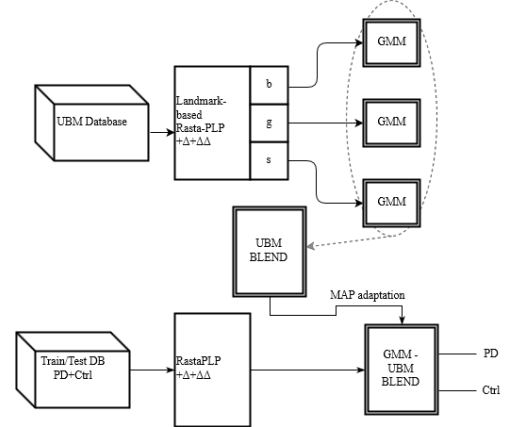 GMM
b
UBM Database
Landmark-
based
Rasta-PLP
+Δ+ΔΔ
g
GMM
s
GMM
UBM
BLEND
MAP adaptation
Train/Test DB
PD+Ctrl
RastaPLP
+Δ+ΔΔ
GMM -
UBM
BLEND
PD
Ctrl